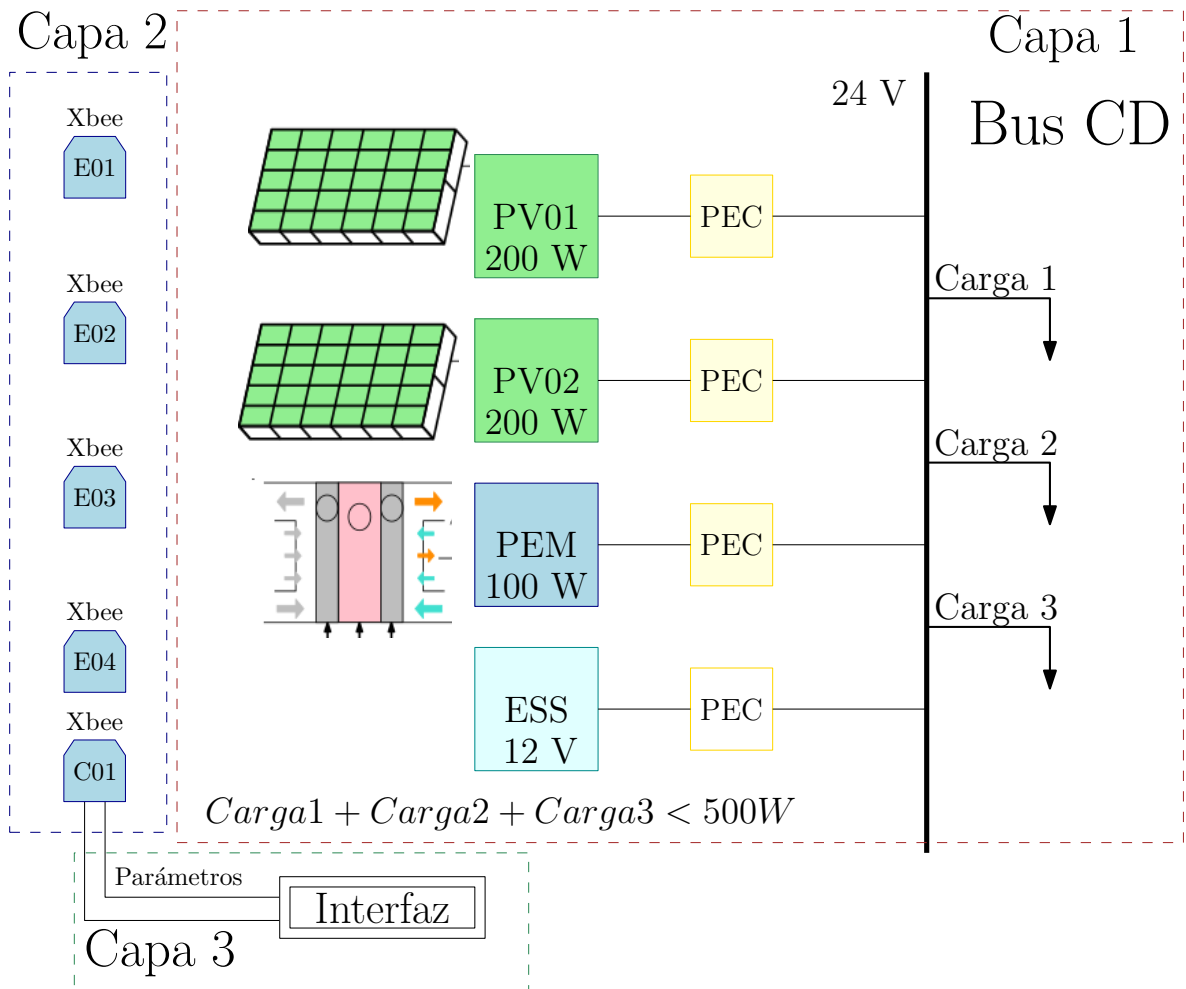 Capa 2
Capa 1
24 V
Bus CD
Xbee
E01
PV01
200 W
PEC
Carga 1
Xbee
E02
PV02
200 W
PEC
Carga 2
Xbee
E03
PEM
100 W
PEC
Carga 3
Xbee
E04
ESS
12 V
PEC
Xbee
C01
Carga1 + Carga2 + Carga3 < 500W
Parámetros
Interfaz
Capa 3